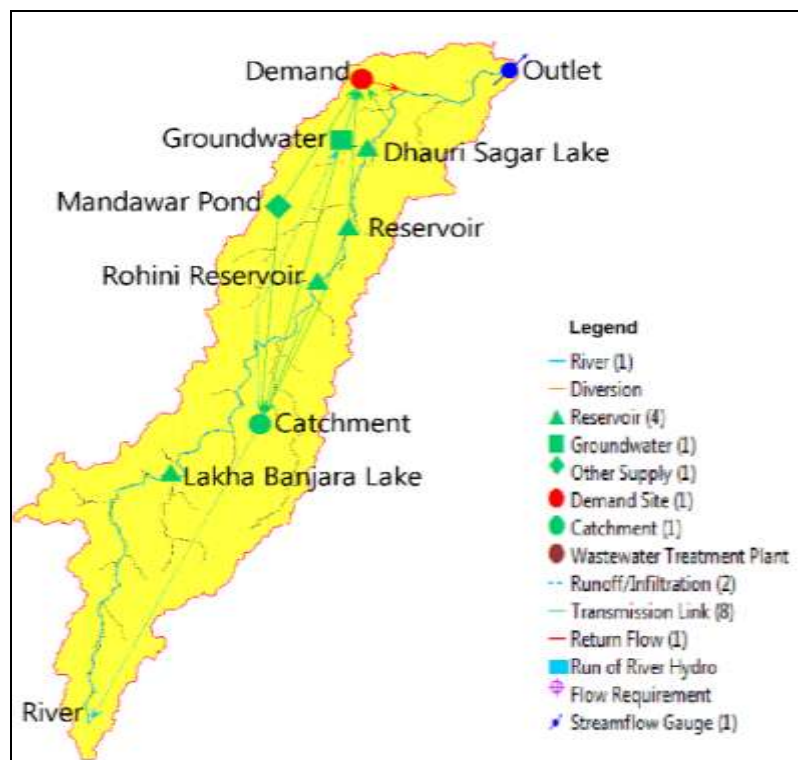 Demand
Outlet
Groundwater
Dhauri Sagar Lake
Mandawar Pond
Reservoir
Rohini Reservoir
Catchment
Lakha Banjara Lake
River
Legend
River (1)
Diversion
Reservoir (4)
Groundwater (1)
Other Supply (1)
Demand Site (1)
Catchment (1)
Wastewater Treatment Plant
Runoff/Infiltration (2)
Transmission Link (8)
Return Flow (1)
Run of River Hydro
Flow Requirement
Streamflow Gauge (1)